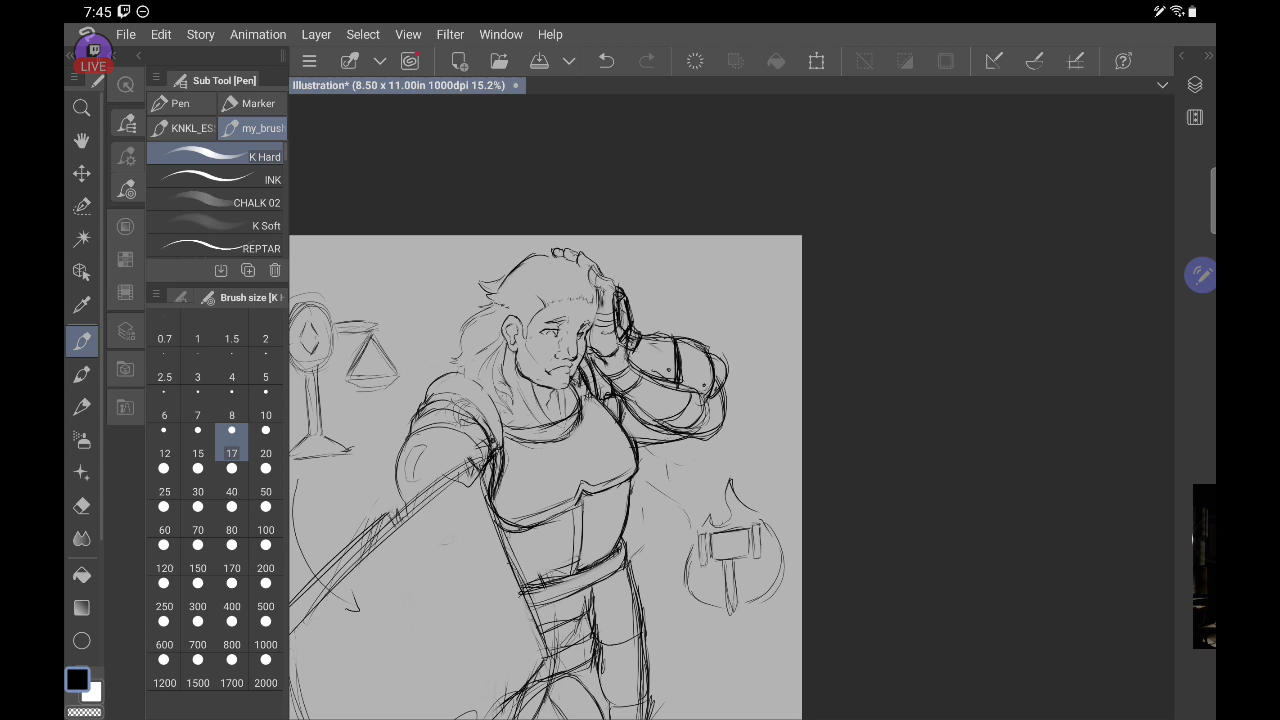 7:45
File Edit Story Animation Layer Select View Filter Window Help
LIVE
Sub Tool [Pen]
Illustration* (8.50 x 11.00in 1000dpi 15.2%)
Pen Marker
KNKL_ES my_brus
K Hard
INK
CHALK 02
K Soft
REPTAR
Brush size [K H
0.7 1 1.5 2
2.5 3 4 5
6 7 8 10
12 15 17 20
25 30 40 50
60 70 80 100
120 150 170 200
250 300 400 500
600 700 800 1000
1200 1500 1700 2000